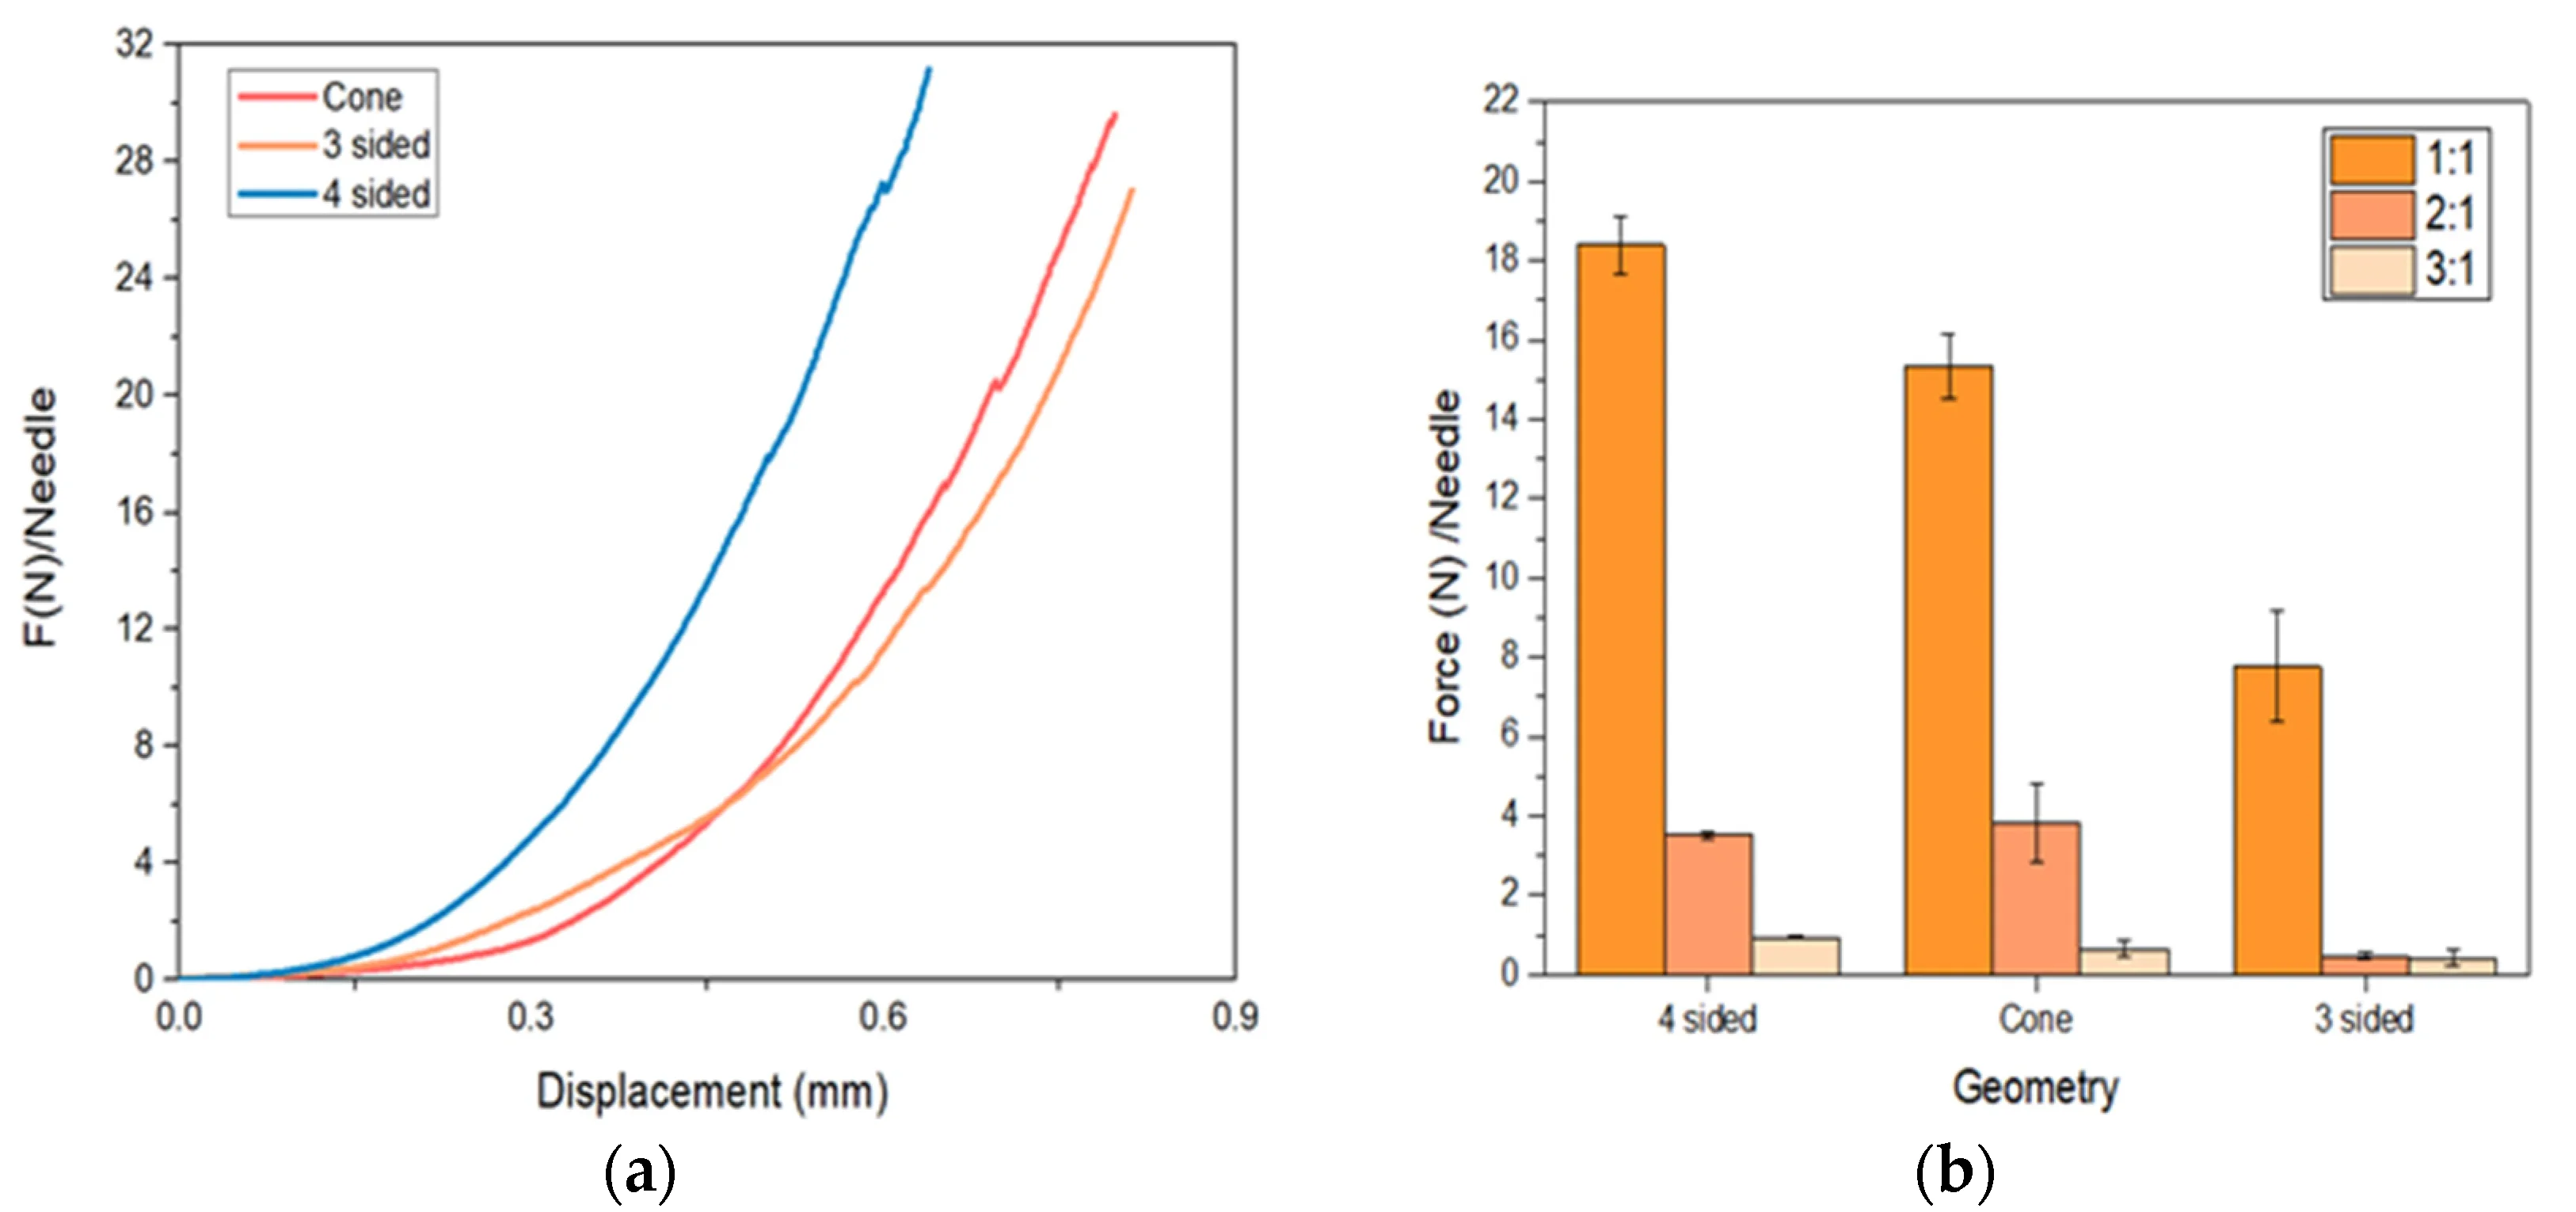 32
28
24
20
16
12
8
4
0
F(N)/Needle
Cone
3 sided
4 sided
0.0 0.3 0.6 0.9
Displacement (mm)
(a)
22
20
18
16
14
12
10
8
6
4
2
0
Force (N) /Needle
1:1
2:1
3:1
4 sided Cone 3 sided
Geometry
(b)